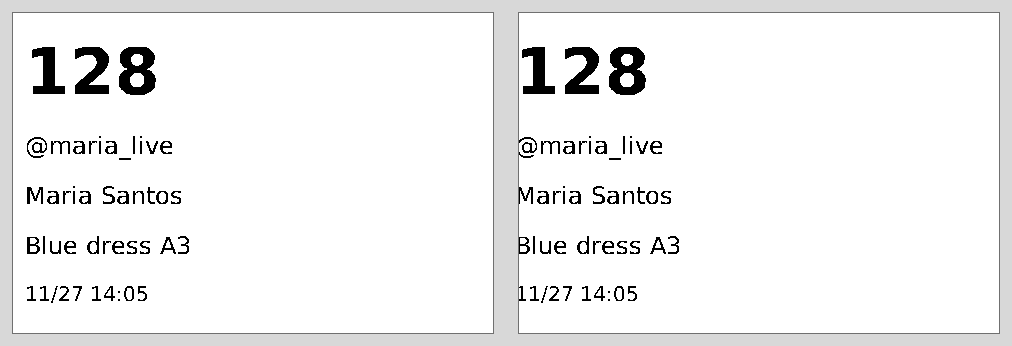 128
@maria_live
Maria Santos
Blue dress A3
11/27 14:05
128
@maria_live
Maria Santos
Blue dress A3
11/27 14:05